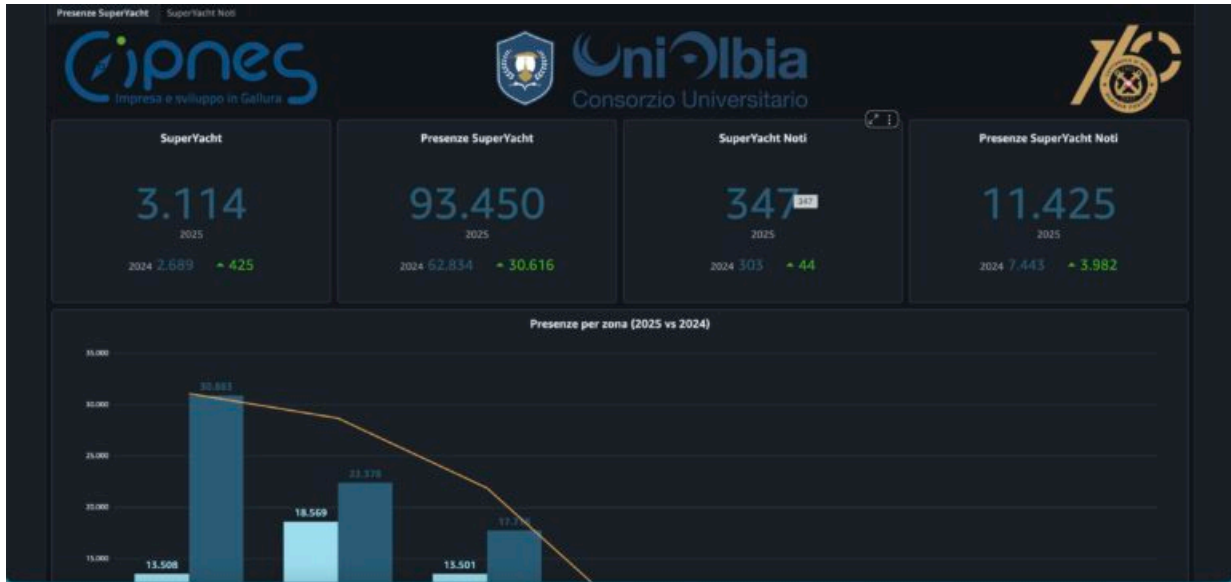 Presenze SuperYacht SuperYacht Noti
Cipnes
Impresa e sviluppo in Gallura
UniOlbia
Consorzio Universitario
160
SuperYacht
3.114
2025
2024 2.689 425
Presenze SuperYacht
93.450
2025
2024 62.834 30.616
SuperYacht Noti
347
347
2025
2024 303 44
Presenze SuperYacht Noti
11.425
2025
2024 7.443 3.982
Presenze per zona (2025 vs 2024)
35.000
30.000
25.000
20.000
15.000
30.883
18.569
13.508
13.501